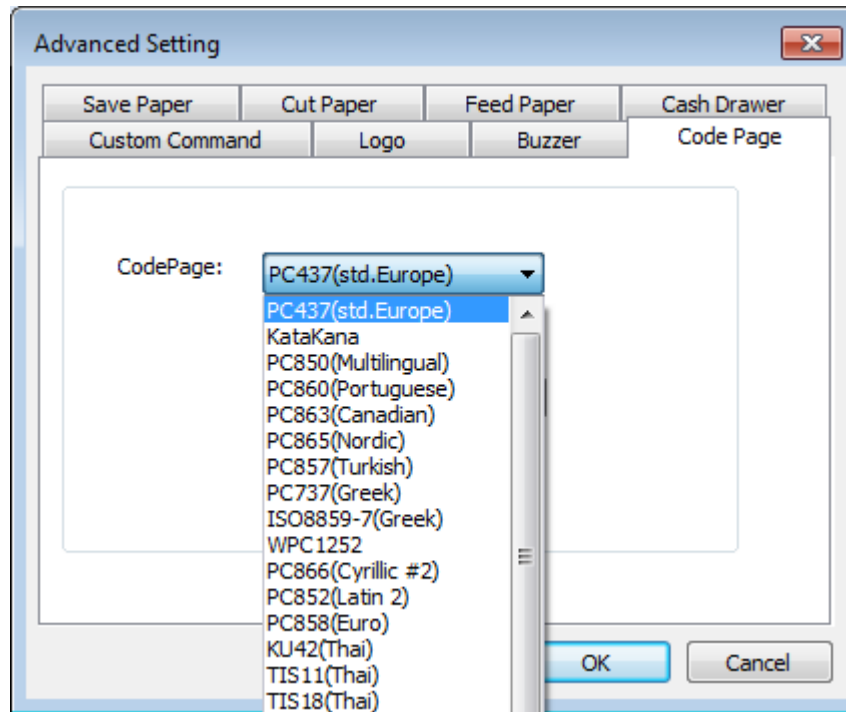 Advanced Setting
Save Paper
Cut Paper
Feed Paper
Cash Drawer
Custom Command
Logo
Buzzer
Code Page
CodePage:
PC437(std.Europe)
PC437(std.Europe)
KataKana
PC850(Multilingual)
PC860(Portuguese)
PC863(Canadian)
PC865(Nordic)
PC857(Turkish)
PC737(Greek)
ISO8859-7(Greek)
WPC1252
PC866(Cyrillic #2)
PC852(Latin 2)
PC858(Euro)
KU42(Thai)
TIS11(Thai)
TIS18(Thai)
OK
Cancel